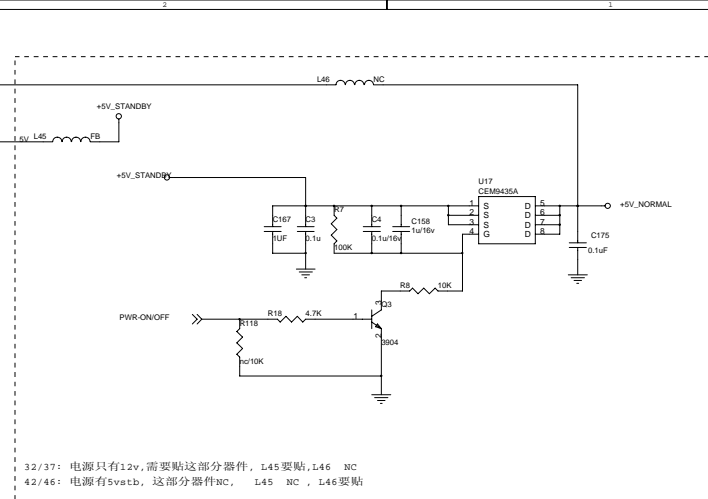 2 1
L46 NC
+5V_STANDBY
5V L45 FB
+5V_STANDBY
U17
CEM9435A
1 S D 5
2 S D 6
3 S D 7
4 G D 8
+5V_NORMAL
C167
1UF
C3
0.1u
R7
100K
C4
0.1u/16v
C158
1u/16v
C175
0.1uF
R8 10K
3
Q3
PWR-ON/OFF
R18 4.7K
1
R118
nc/10K
2
3904
32/37: 电源只有12v,需要贴这部分器件, L45要贴,L46 NC
42/46: 电源有5vstb, 这部分器件NC, L45 NC , L46要贴